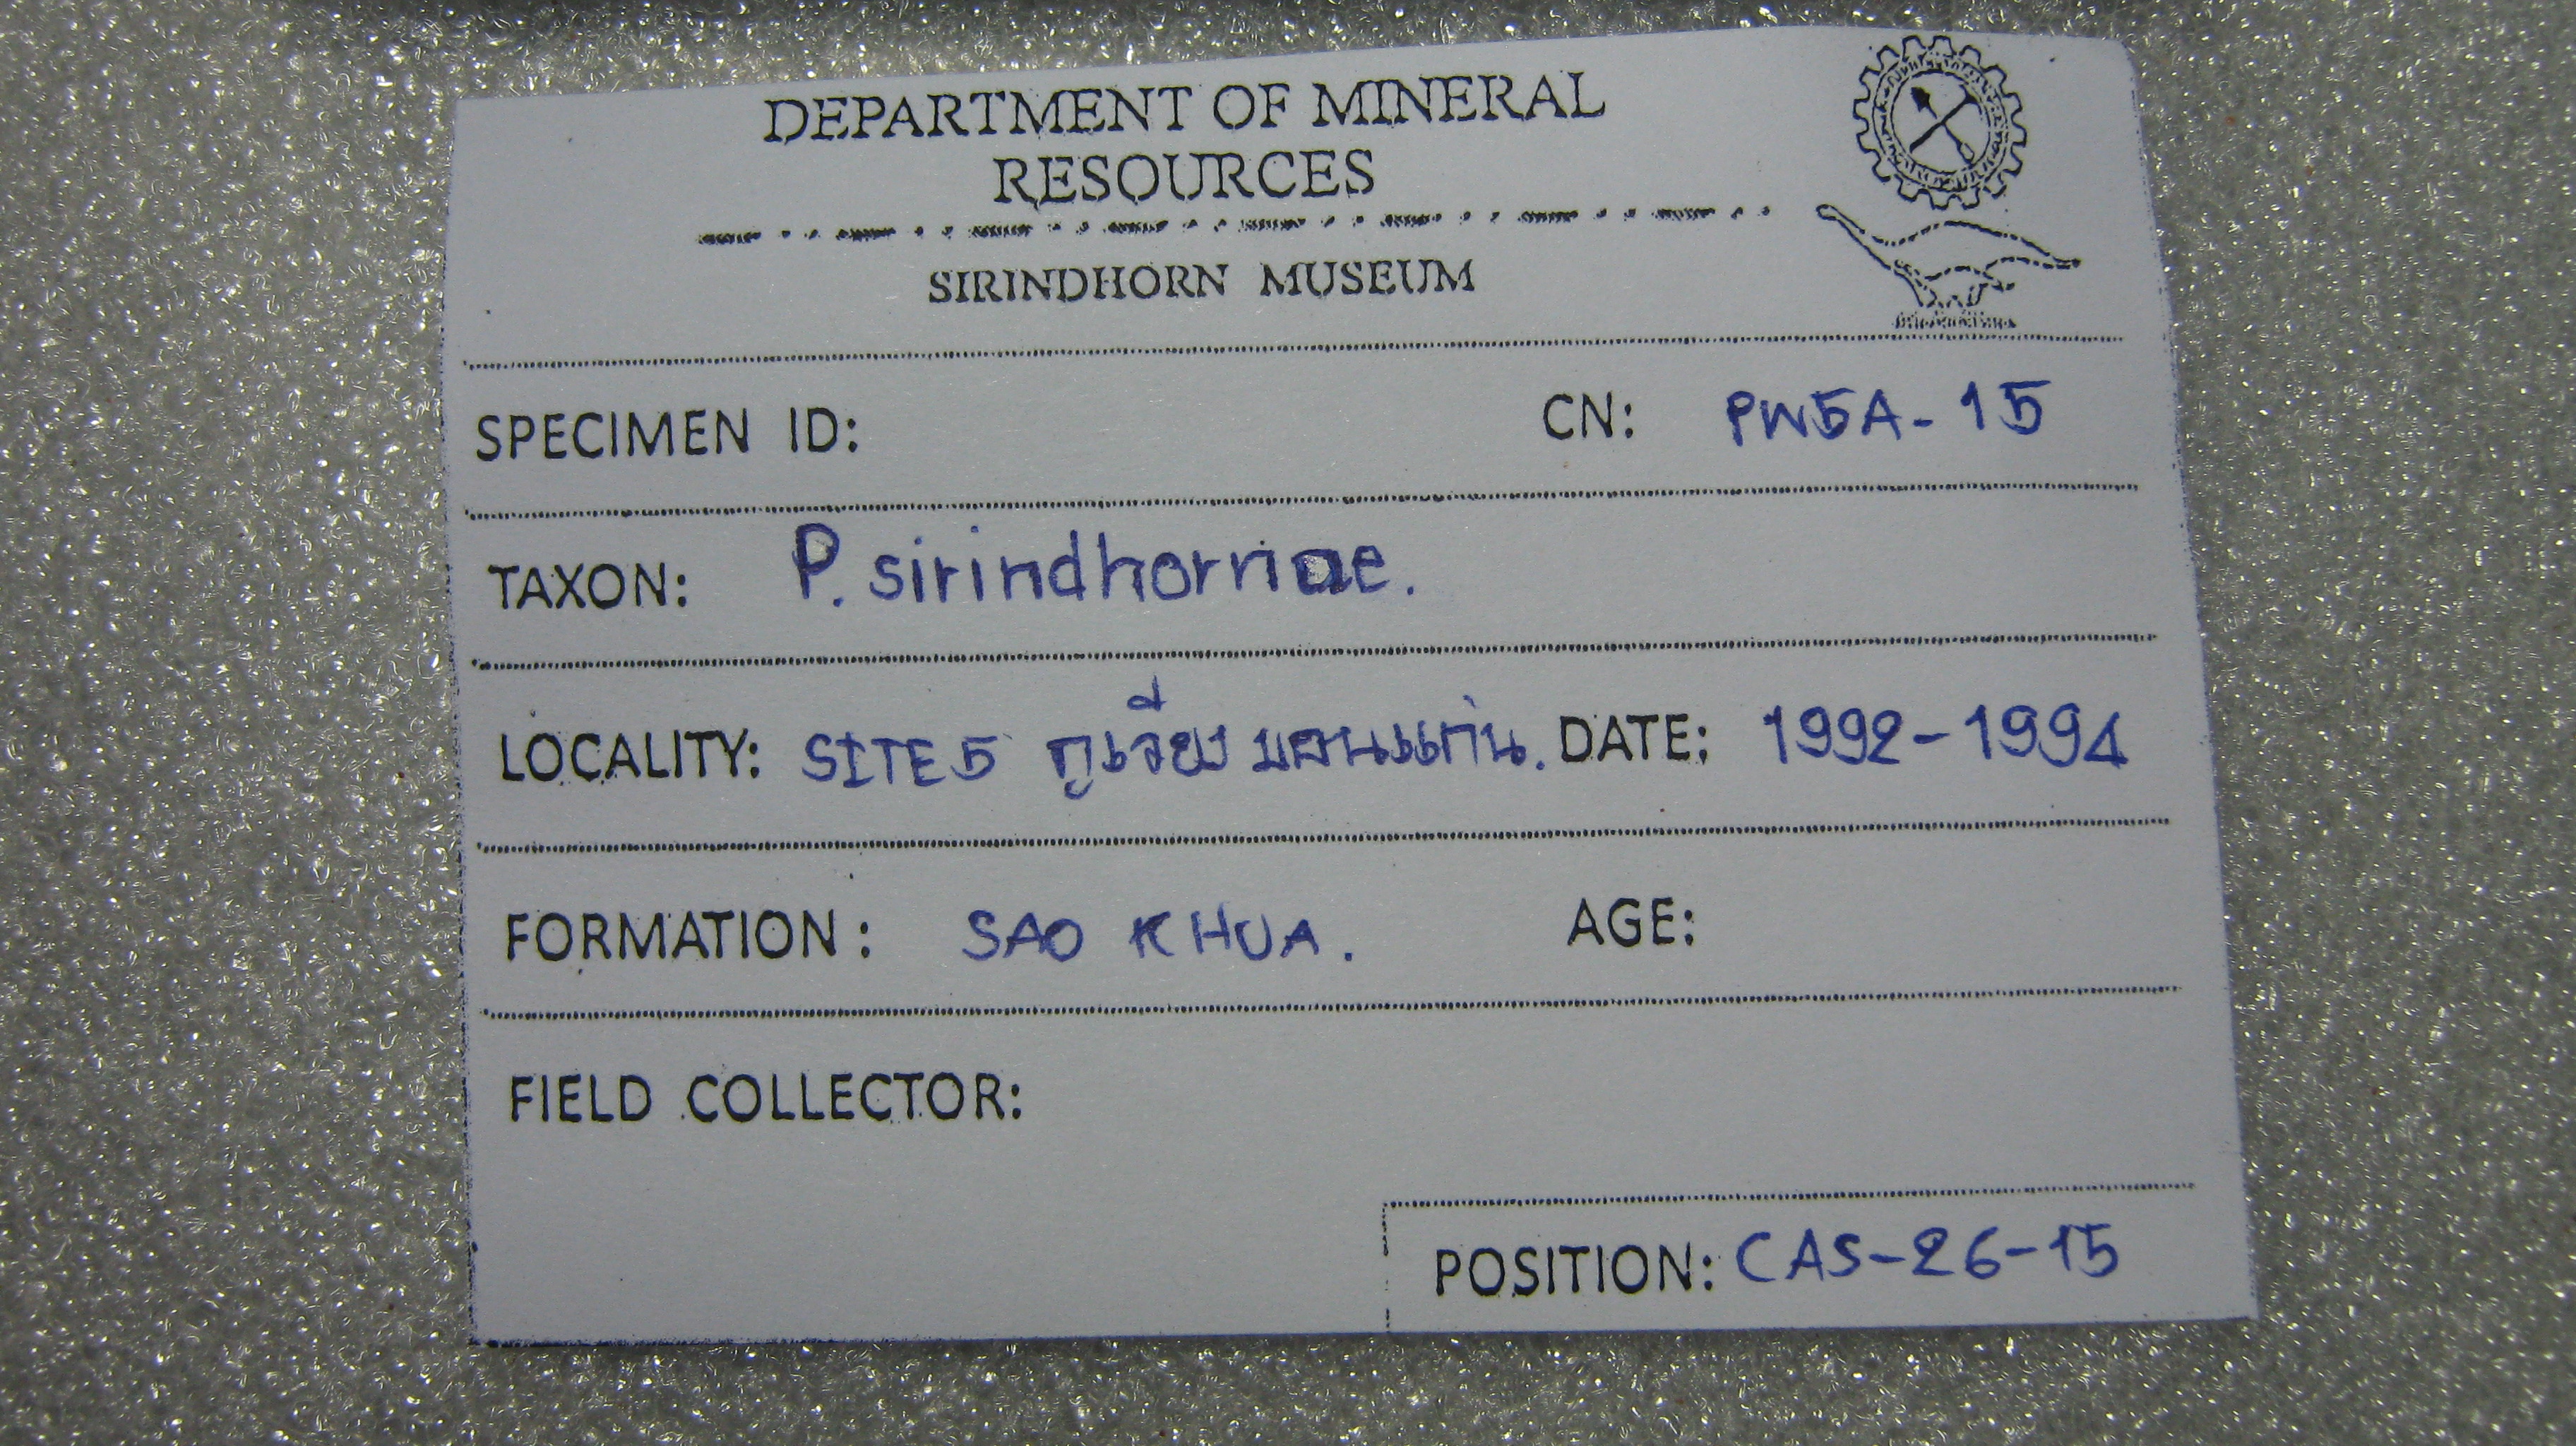 DEPARTMENT OF MINERAL
RESOURCES
SIRINDHORN MUSEUM
SPECIMEN ID: CN: PW5A-15
TAXON: P. sirindhornae.
LOCALITY: SITE 5 ภูเวียง ขอนแก่น. DATE: 1992-1994
FORMATION: SAO KHUA. AGE:
FIELD COLLECTOR:
POSITION: CAS-26-15